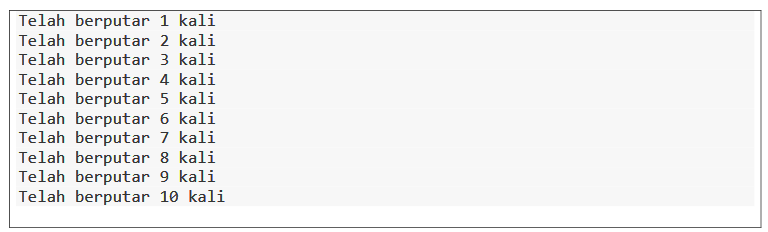 Telah berputar 1 kali
Telah berputar 2 kali
Telah berputar 3 kali
Telah berputar 4 kali
Telah berputar 5 kali
Telah berputar 6 kali
Telah berputar 7 kali
Telah berputar 8 kali
Telah berputar 9 kali
Telah berputar 10 kali